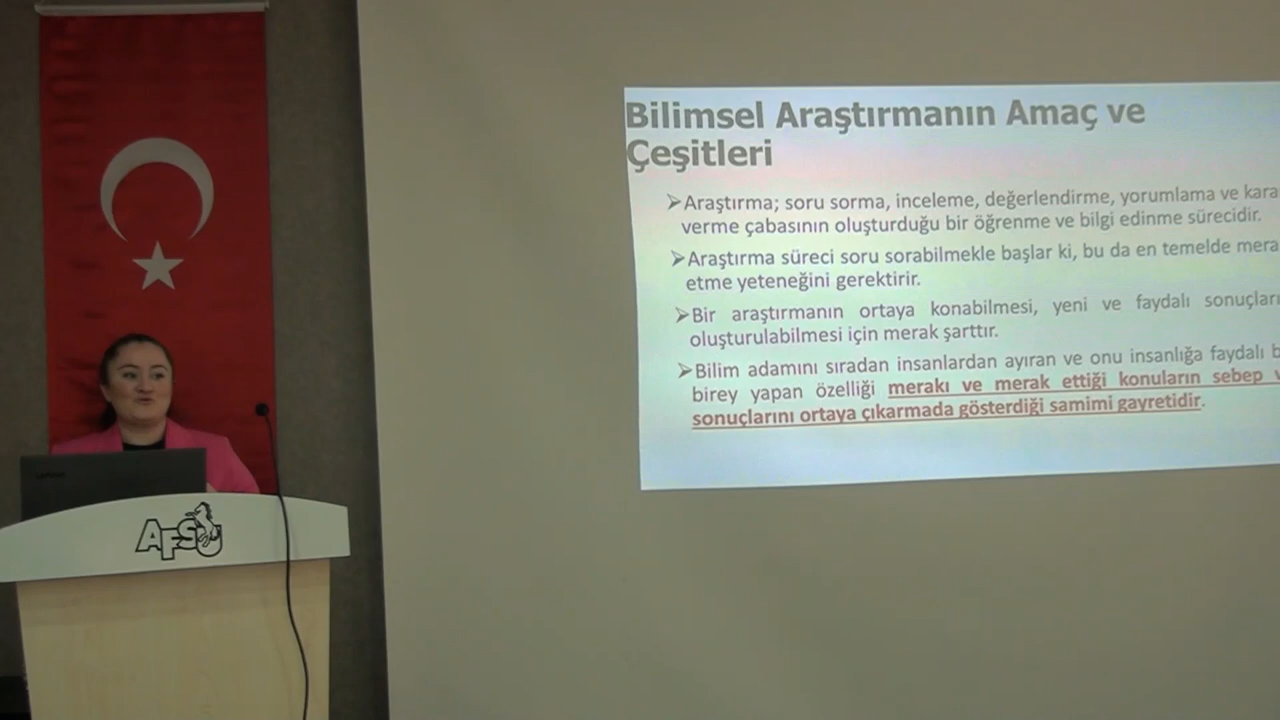 Bilimsel Araştırmanın Amaç ve
Çeşitleri
➢Araştırma; soru sorma, inceleme, değerlendirme, yorumlama ve kara
verme çabasının oluşturduğu bir öğrenme ve bilgi edinme sürecidir.
➢Araştırma süreci soru sorabilmekle başlar ki, bu da en temelde mera
etme yeteneğini gerektirir.
➢Bir araştırmanın ortaya konabilmesi, yeni ve faydalı sonuçları
oluşturulabilmesi için merak şarttır.
➢Bilim adamını sıradan insanlardan ayıran ve onu insanlığa faydalı b
birey yapan özelliği merakı ve merak ettiği konuların sebep v
sonuçlarını ortaya çıkarmada gösterdiği samimi gayretidir.
AFSU